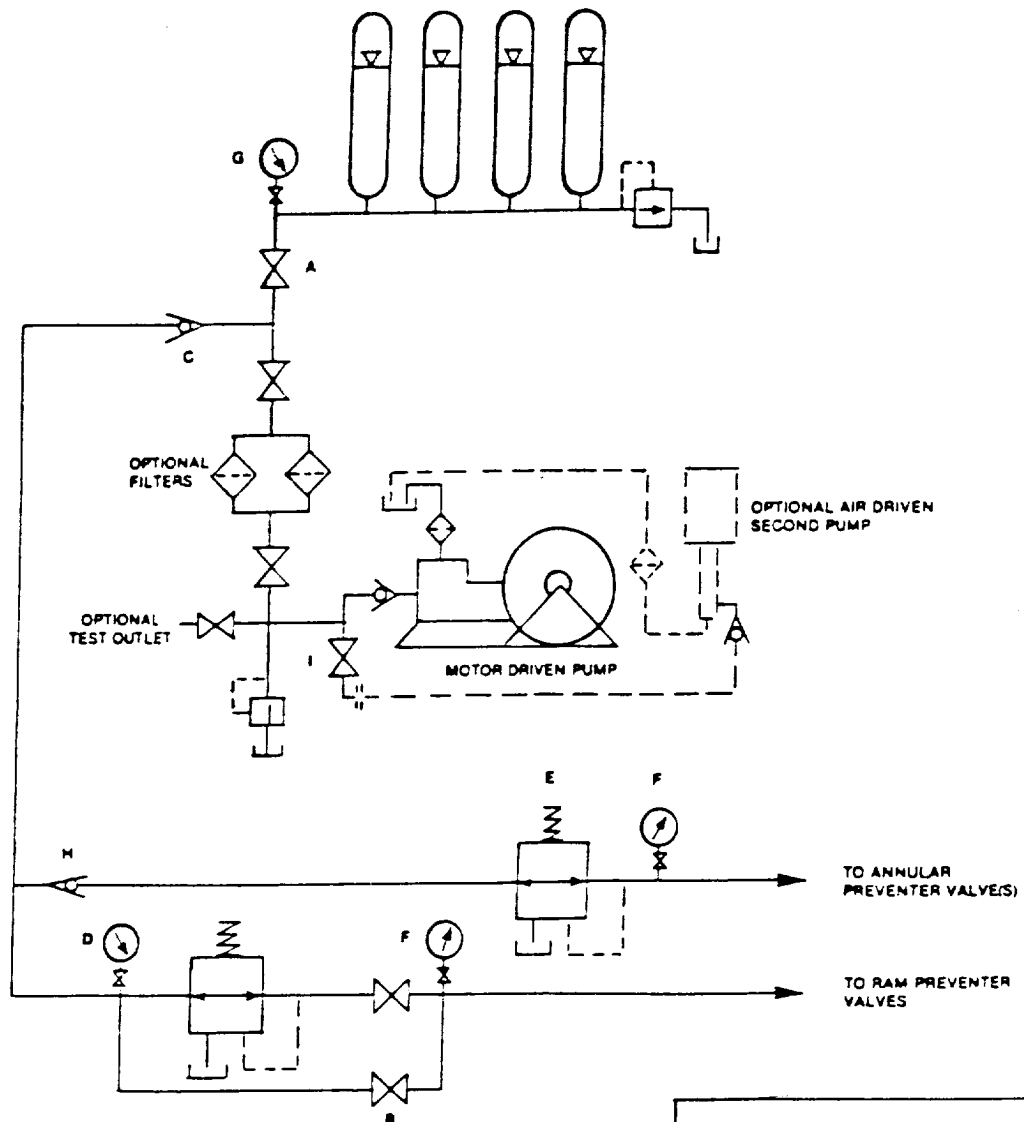 G
A
C
OPTIONAL
FILTERS
OPTIONAL AIR DRIVEN
SECOND PUMP
OPTIONAL
TEST OUTLET
I
MOTOR DRIVEN PUMP
E
F
H
TO ANNULAR
PREVENTER VALVE(S)
D
F
TO RAM PREVENTER
VALVES